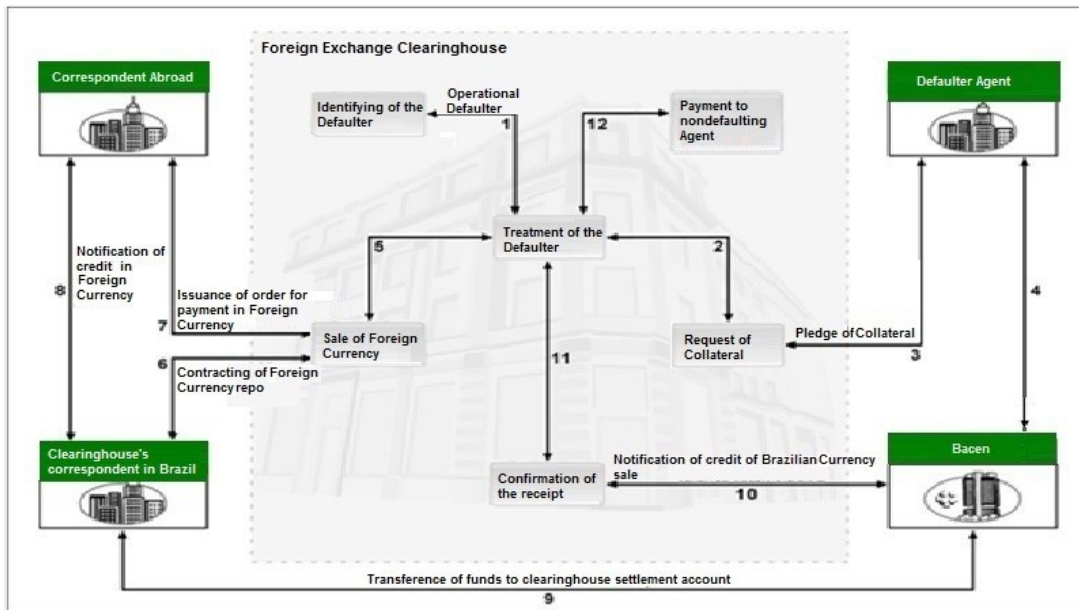 Foreign Exchange Clearinghouse
Correspondent Abroad
Defaulter Agent
Identifying of the
Defaulter
Operational
Defaulter
1
12
Payment to
nondefaulting
Agent
Treatment of the
Defaulter
5
2
Notification of
credit in
Foreign
Currency
8
4
Issuance of order for
payment in Foreign
Currency
7
Sale of Foreign
Currency
Request of
Collateral
Pledge of Collateral
3
6
Contracting of Foreign
Currency repo
11
Clearinghouse's
correspondent in Brazil
Bacen
Confirmation of
the receipt
Notification of credit of Brazilian Currency
sale
10
Transference of funds to clearinghouse settlement account
9